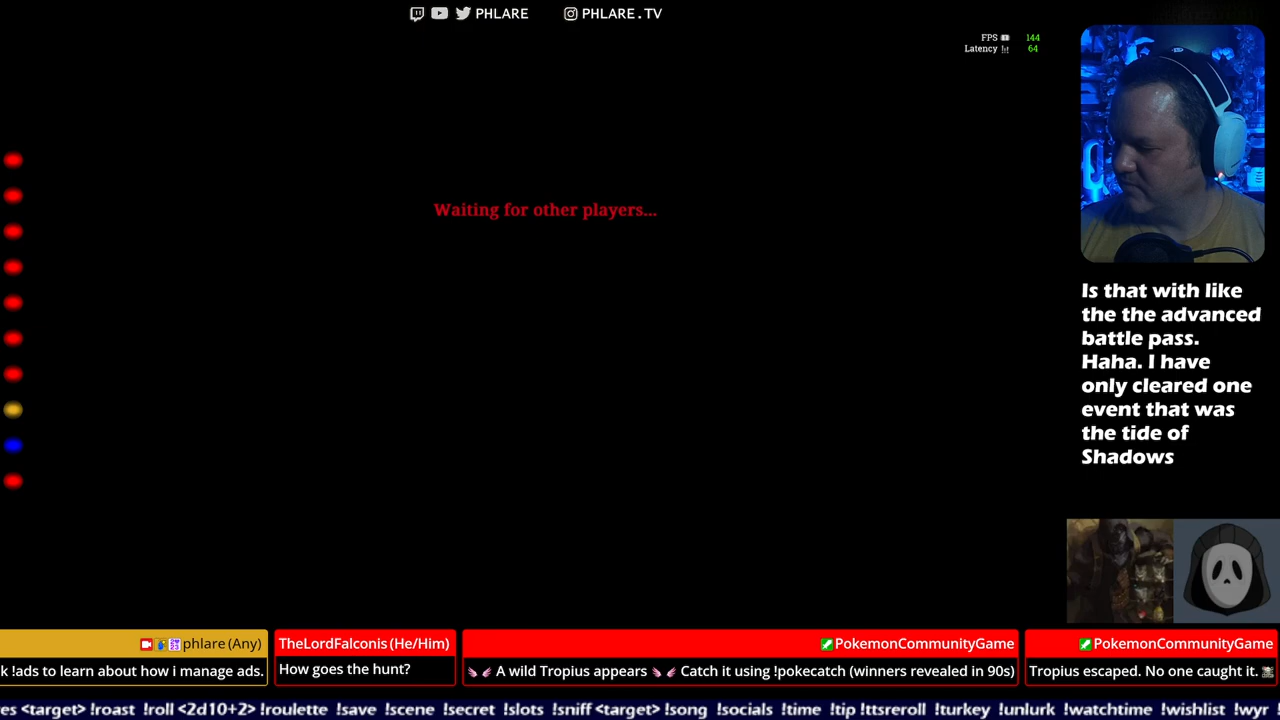 PHLARE PHLARE.TV
FPS 144
Latency 64
Waiting for other players...
Is that with like
the the advanced
battle pass.
Haha. I have
only cleared one
event that was
the tide of
Shadows
phlare (Any)
k !ads to learn about how i manage ads.
TheLordFalconis (He/Him)
How goes the hunt?
PokemonCommunityGame
A wild Tropius appears Catch it using !pokecatch (winners revealed in 90s)
PokemonCommunityGame
Tropius escaped. No one caught it.
es <target> !roast !roll <2d10+2> !roulette !save !scene !secret !slots !sniff <target> !song !socials !time !tip !ttsreroll !turkey !unlurk !watchtime !wishlist !wyr